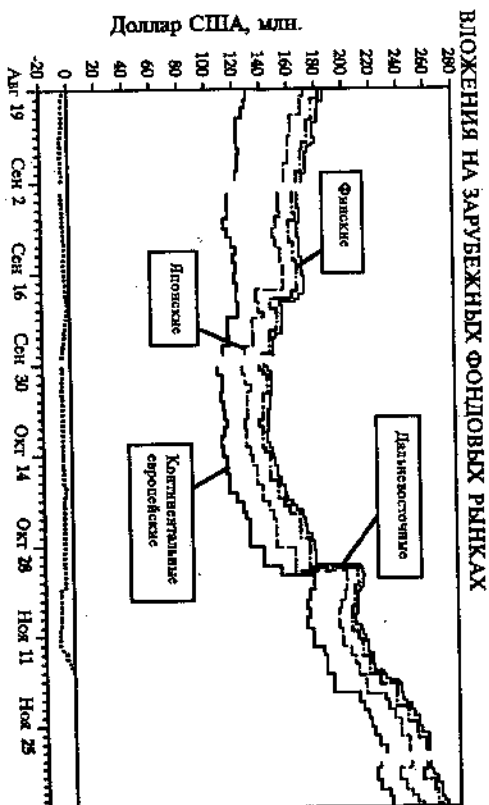 ВЛОЖЕНИЯ НА ЗАРУБЕЖНЫХ ФОНДОВЫХ РЫНКАХ
Доллар США, млн.
280
260
240
220
200
180
160
140
120
100
80
60
40
20
0
-20
Финские
Японские
Дальневосточные
Континентальные
европейские
Авг 19
Сен 2
Сен 16
Сен 30
Окт 14
Окт 28
Ноя 11
Ноя 25